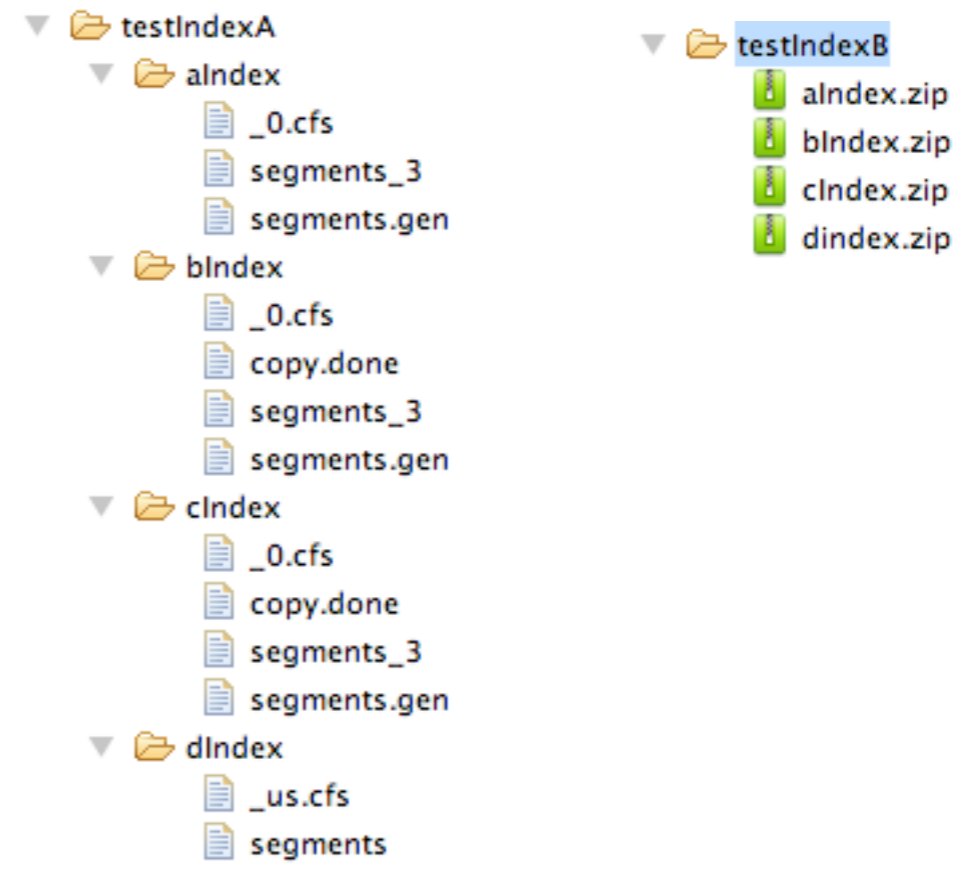 testIndexA
aIndex
_0.cfs
segments_3
segments.gen
bIndex
_0.cfs
copy.done
segments_3
segments.gen
cIndex
_0.cfs
copy.done
segments_3
segments.gen
dIndex
_us.cfs
segments
testIndexB
aIndex.zip
bIndex.zip
cIndex.zip
dindex.zip